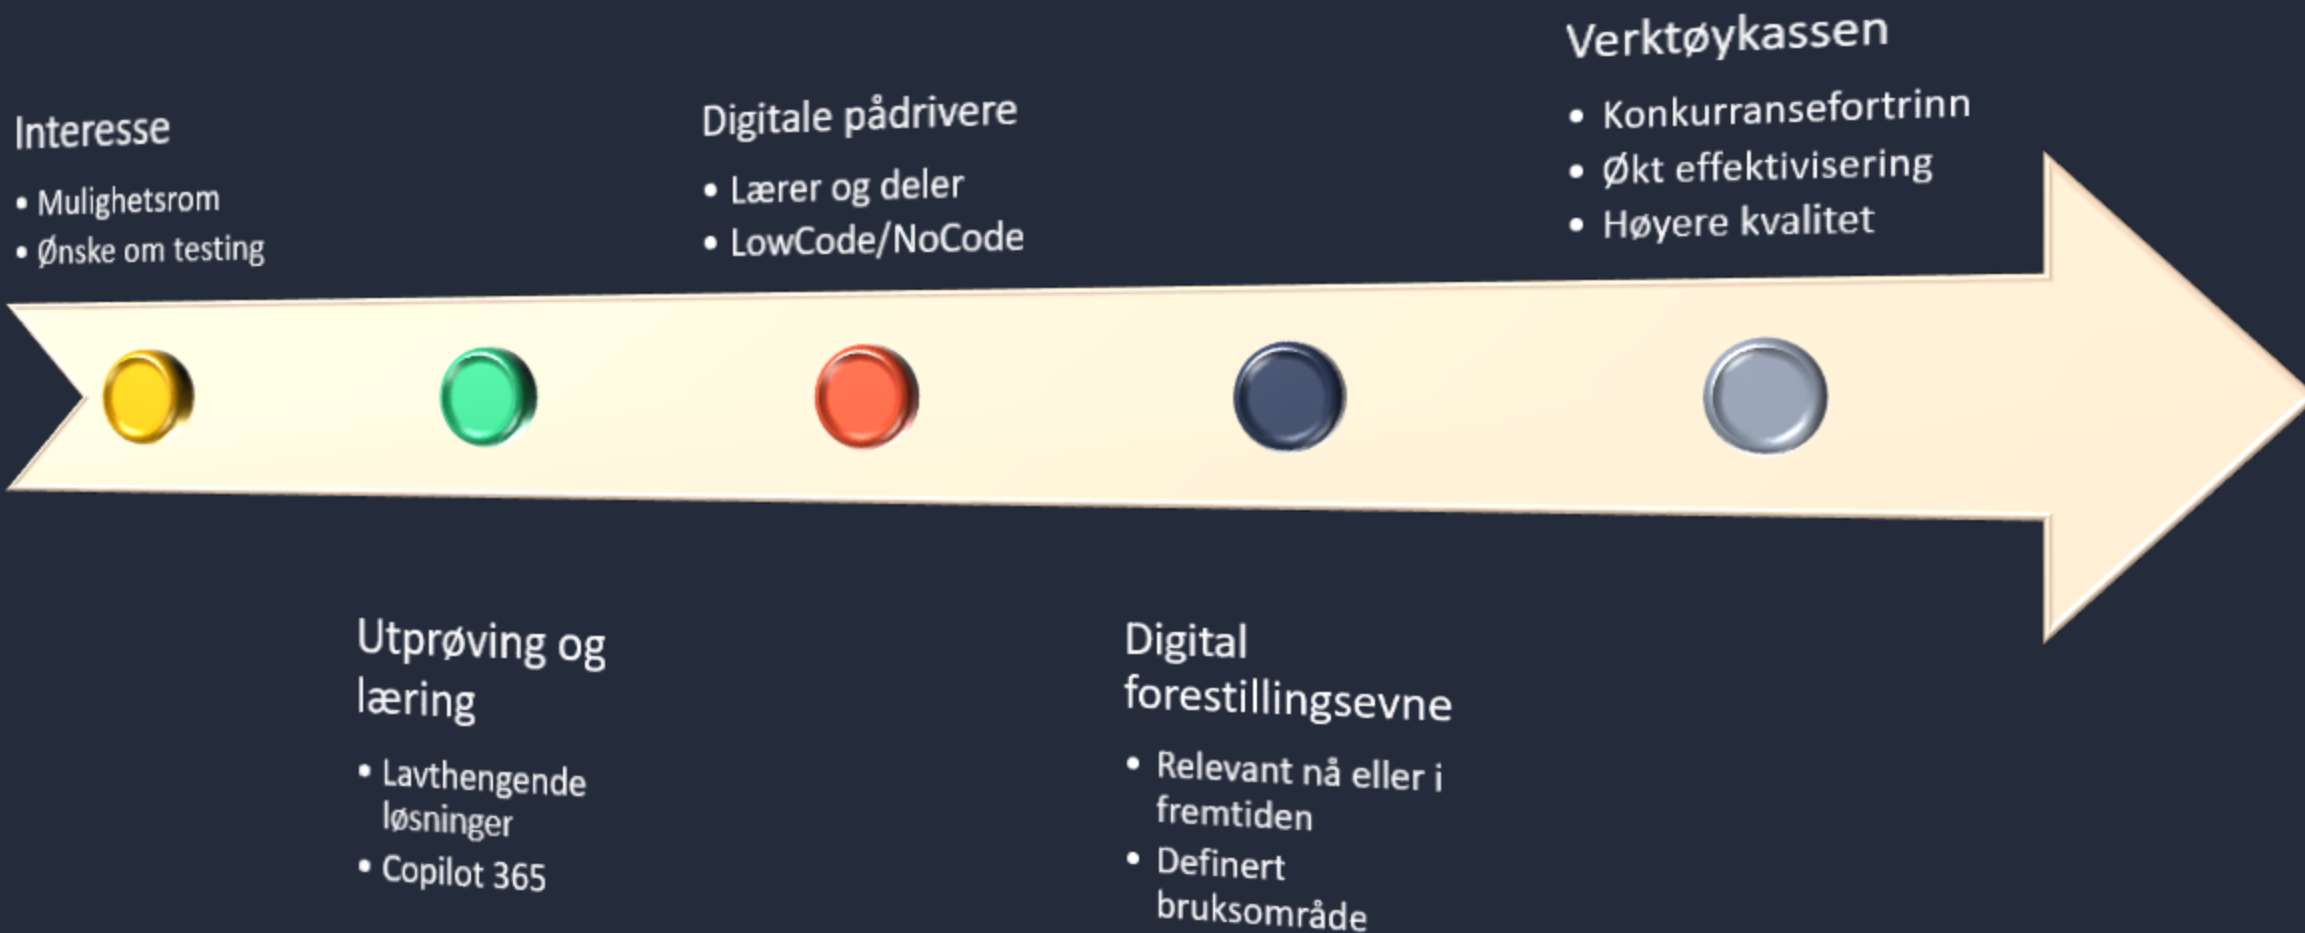 Interesse
• Mulighetsrom
• Ønske om testing
Utprøving og
læring
• Lavthengende
løsninger
• Copilot 365
Digitale pådrivere
• Lærer og deler
• LowCode/NoCode
Digital
forestillingsevne
• Relevant nå eller i
fremtiden
• Definert
bruksområde
Verktøykassen
• Konkurransefortrinn
• Økt effektivisering
• Høyere kvalitet